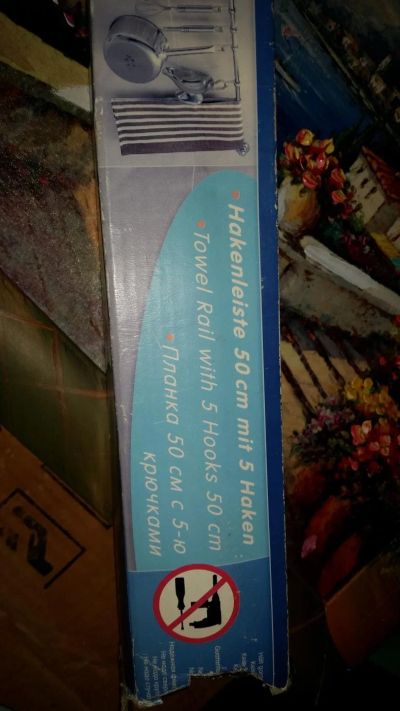 Hakenleiste 50 cm mit 5 Haken
Towel Rail with 5 Hooks 50 cm
Планка 50 см с 5-ю
крючками